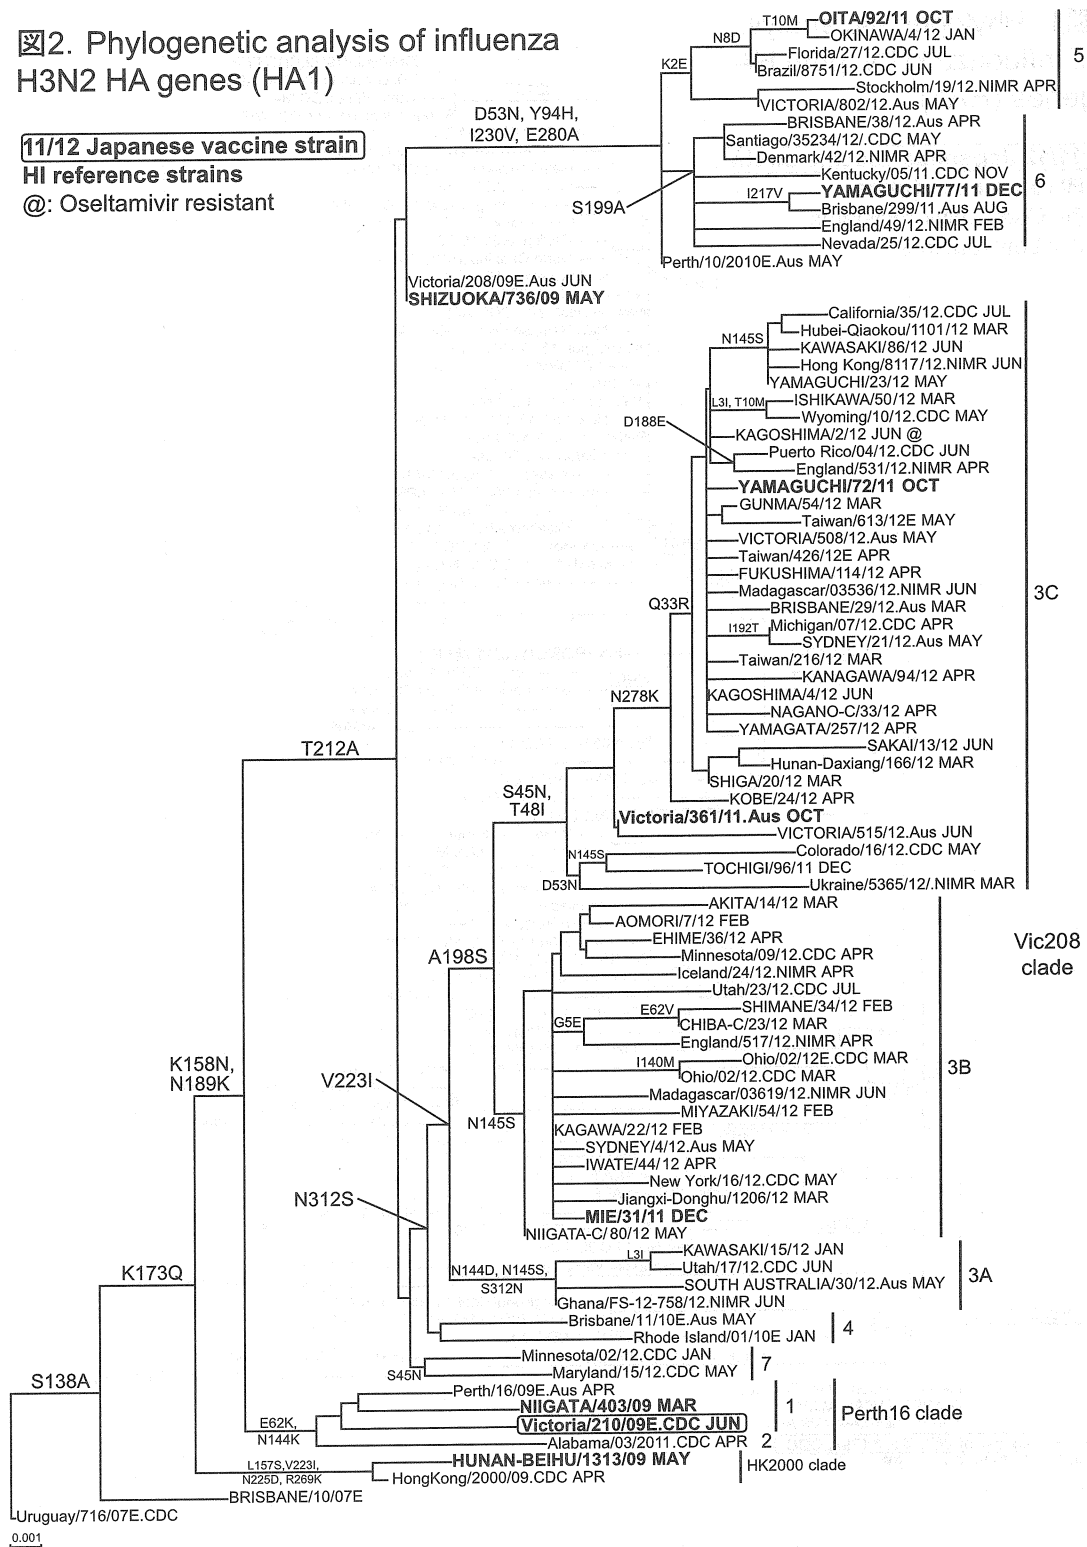 図2. Phylogenetic analysis of influenza
H3N2 HA genes (HA1)
11/12 Japanese vaccine strain
HI reference strains
@: Oseltamivir resistant
T10M
OITA/92/11 OCT
OKINAWA/4/12 JAN
N8D
Florida/27/12.CDC JUL
Brazil/8751/12.CDC JUN
K2E
Stockholm/19/12.NIMR APR
VICTORIA/802/12.Aus MAY
5
D53N, Y94H,
I230V, E280A
BRISBANE/38/12.Aus APR
Santiago/35234/12/.CDC MAY
Denmark/42/12.NIMR APR
Kentucky/05/11.CDC NOV
I217V
YAMAGUCHI/77/11 DEC
Brisbane/299/11.Aus AUG
England/49/12.NIMR FEB
Nevada/25/12.CDC JUL
6
S199A
Perth/10/2010E.Aus MAY
Victoria/208/09E.Aus JUN
SHIZUOKA/736/09 MAY
California/35/12.CDC JUL
Hubei-Qiaokou/1101/12 MAR
N145S
KAWASAKI/86/12 JUN
Hong Kong/8117/12.NIMR JUN
YAMAGUCHI/23/12 MAY
L3I, T10M
ISHIKAWA/50/12 MAR
Wyoming/10/12.CDC MAY
D188E
KAGOSHIMA/2/12 JUN @
Puerto Rico/04/12.CDC JUN
England/531/12.NIMR APR
YAMAGUCHI/72/11 OCT
GUNMA/54/12 MAR
Taiwan/613/12E MAY
VICTORIA/508/12.Aus MAY
Taiwan/426/12E APR
FUKUSHIMA/114/12 APR
Madagascar/03536/12.NIMR JUN
3C
Q33R
BRISBANE/29/12.Aus MAR
I192T
Michigan/07/12.CDC APR
SYDNEY/21/12.Aus MAY
Taiwan/216/12 MAR
KANAGAWA/94/12 APR
N278K
KAGOSHIMA/4/12 JUN
NAGANO-C/33/12 APR
YAMAGATA/257/12 APR
T212A
SAKAI/13/12 JUN
Hunan-Daxiang/166/12 MAR
SHIGA/20/12 MAR
S45N,
T48I
KOBE/24/12 APR
Victoria/361/11.Aus OCT
VICTORIA/515/12.Aus JUN
N145S
Colorado/16/12.CDC MAY
TOCHIGI/96/11 DEC
D53N
Ukraine/5365/12/.NIMR MAR
AKITA/14/12 MAR
AOMORI/7/12 FEB
EHIME/36/12 APR
Vic208
clade
A198S
Minnesota/09/12.CDC APR
Iceland/24/12.NIMR APR
Utah/23/12.CDC JUL
E62V
SHIMANE/34/12 FEB
G5E
CHIBA-C/23/12 MAR
England/517/12.NIMR APR
K158N,
N189K
I140M
Ohio/02/12E.CDC MAR
Ohio/02/12.CDC MAR
3B
V223I
Madagascar/03619/12.NIMR JUN
MIYAZAKI/54/12 FEB
N145S
KAGAWA/22/12 FEB
SYDNEY/4/12.Aus MAY
IWATE/44/12 APR
New York/16/12.CDC MAY
N312S
Jiangxi-Donghu/1206/12 MAR
MIE/31/11 DEC
NIIGATA-C/80/12 MAY
L3I
KAWASAKI/15/12 JAN
K173Q
N144D, N145S,
S312N
Utah/17/12.CDC JUN
SOUTH AUSTRALIA/30/12.Aus MAY
3A
Ghana/FS-12-758/12.NIMR JUN
Brisbane/11/10E.Aus MAY
Rhode Island/01/10E JAN
4
Minnesota/02/12.CDC JAN
S45N
Maryland/15/12.CDC MAY
7
S138A
Perth/16/09E.Aus APR
NIIGATA/403/09 MAR
1
E62K,
N144K
Victoria/210/09E.CDC JUN
Perth16 clade
Alabama/03/2011.CDC APR
2
L157S,V223I,
N225D, R269K
HUNAN-BEIHU/1313/09 MAY
HK2000 clade
HongKong/2000/09.CDC APR
BRISBANE/10/07E
Uruguay/716/07E.CDC
0.001